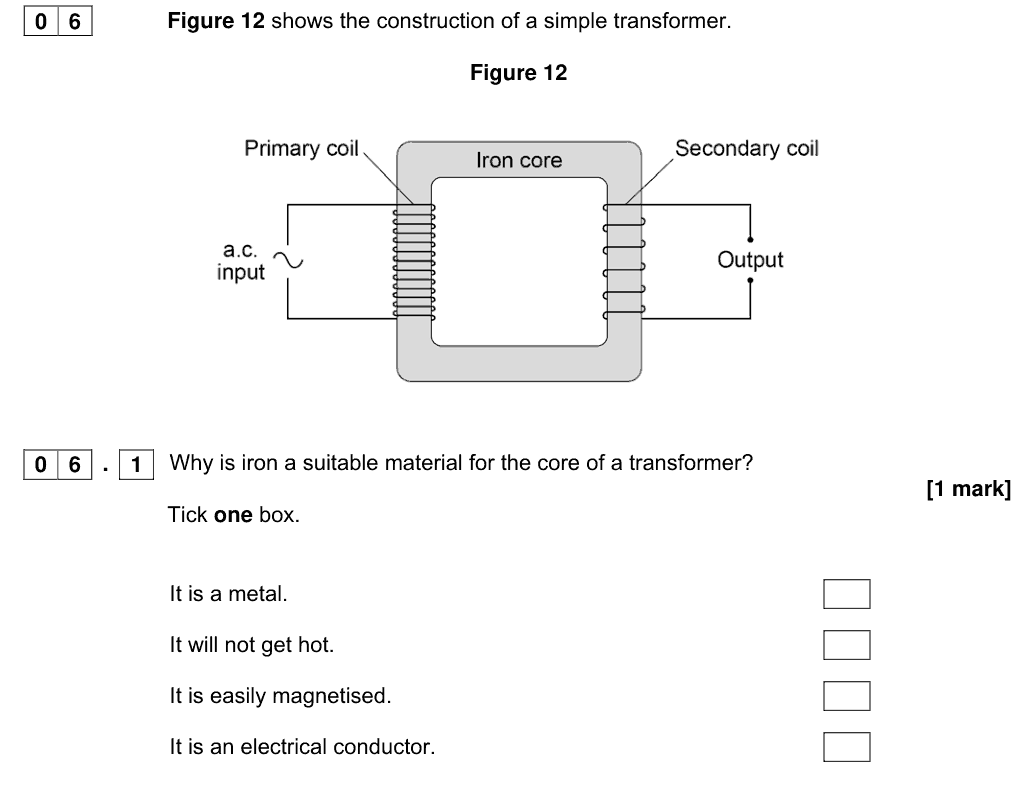 0 6 Figure 12 shows the construction of a simple transformer.
Figure 12
Primary coil
Iron core
Secondary coil
a.c.
input
Output
0 6 . 1 Why is iron a suitable material for the core of a transformer?
[1 mark]
Tick one box.
It is a metal.
It will not get hot.
It is easily magnetised.
It is an electrical conductor.